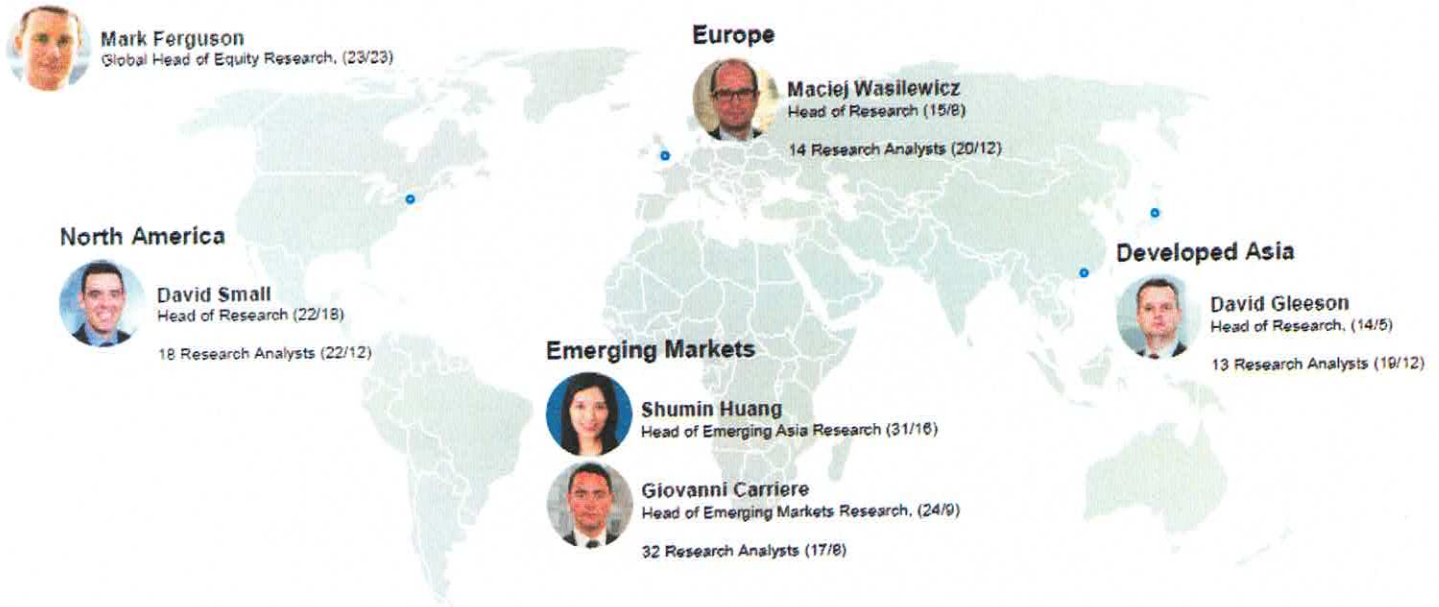 Mark Ferguson
Global Head of Equity Research, (23/23)
Europe
Maciej Wasilewicz
Head of Research (15/8)
14 Research Analysts (20/12)
North America
David Small
Head of Research (22/18)
18 Research Analysts (22/12)
Developed Asia
David Gleeson
Head of Research, (14/5)
13 Research Analysts (19/12)
Emerging Markets
Shumin Huang
Head of Emerging Asia Research (31/16)
Giovanni Carriere
Head of Emerging Markets Research, (24/9)
32 Research Analysts (17/8)